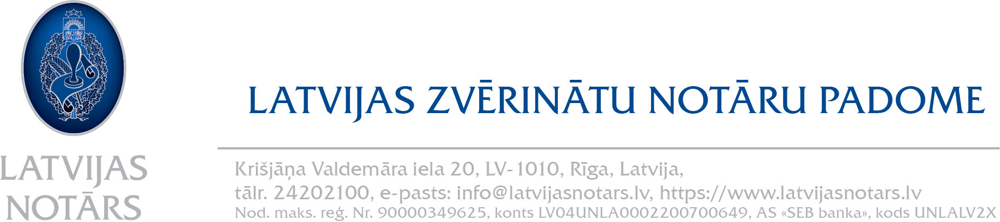 LATVIJAS ZVĒRINĀTU NOTĀRU PADOME
LATVIJAS
NOTĀRS
Krišjāņa Valdemāra iela 20, LV-1010, Rīga, Latvija,
tālr. 24202100, e-pasts: info@latvijasnotars.lv, https://www.latvijasnotars.lv
Nod. maks. reģ. Nr. 90000349625, konts LV04UNLA0002200700649, AS «SEB banka», kods UNLALV2X